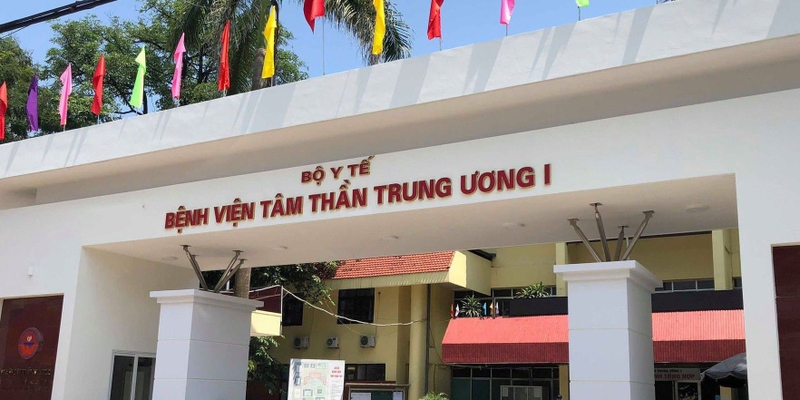 BỘ Y TẾ
BỆNH VIỆN TÂM THẦN TRUNG ƯƠNG I